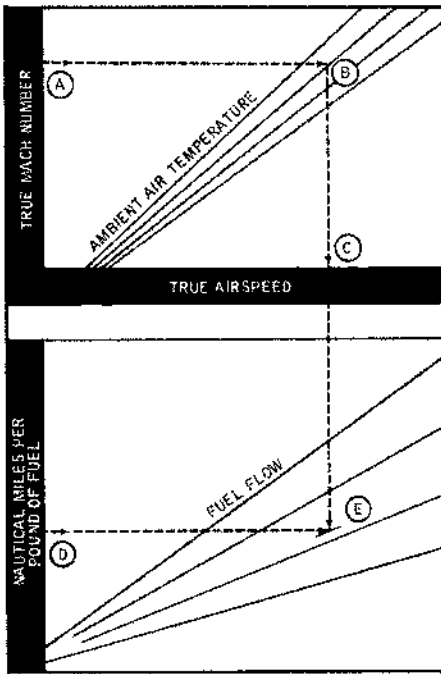 TRUE MACH NUMBER
A
B
AMBIENT AIR TEMPERATURE
C
TRUE AIRSPEED
NAUTICAL MILES PER
POUND OF FUEL
FUEL FLOW
D
E